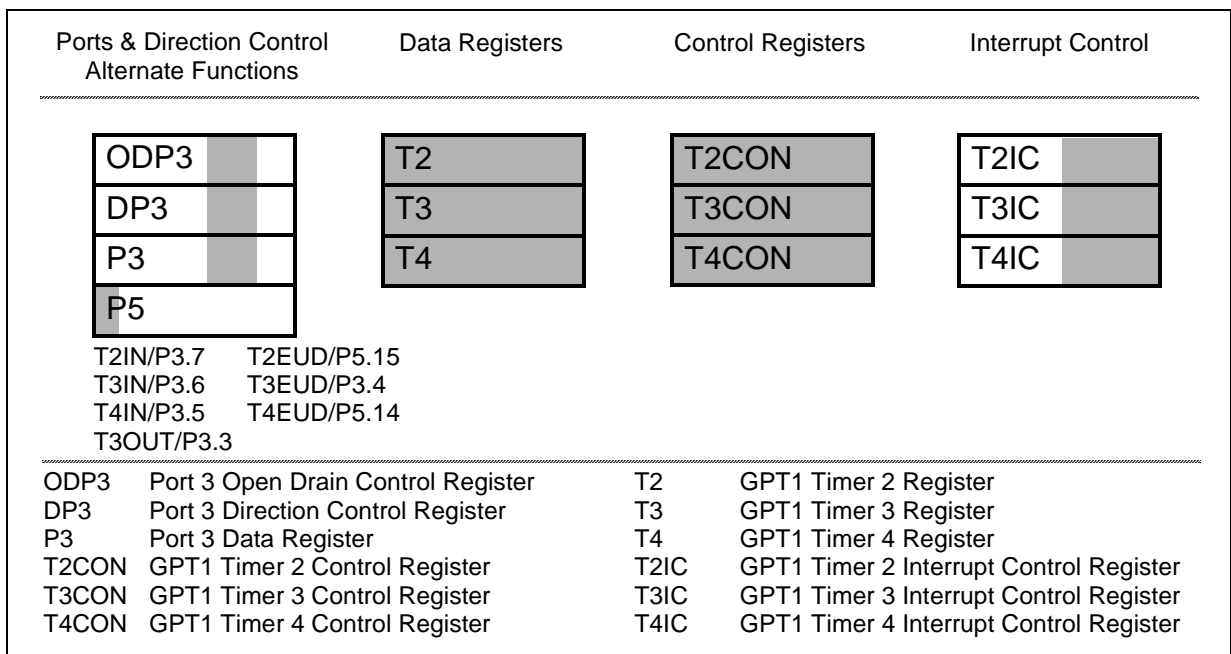 Ports & Direction Control
Alternate Functions
Data Registers
Control Registers
Interrupt Control
ODP3
DP3
P3
P5
T2
T3
T4
T2CON
T3CON
T4CON
T2IC
T3IC
T4IC
T2IN/P3.7 T2EUD/P5.15
T3IN/P3.6 T3EUD/P3.4
T4IN/P3.5 T4EUD/P5.14
T3OUT/P3.3
ODP3 Port 3 Open Drain Control Register
DP3 Port 3 Direction Control Register
P3 Port 3 Data Register
T2CON GPT1 Timer 2 Control Register
T3CON GPT1 Timer 3 Control Register
T4CON GPT1 Timer 4 Control Register
T2 GPT1 Timer 2 Register
T3 GPT1 Timer 3 Register
T4 GPT1 Timer 4 Register
T2IC GPT1 Timer 2 Interrupt Control Register
T3IC GPT1 Timer 3 Interrupt Control Register
T4IC GPT1 Timer 4 Interrupt Control Register